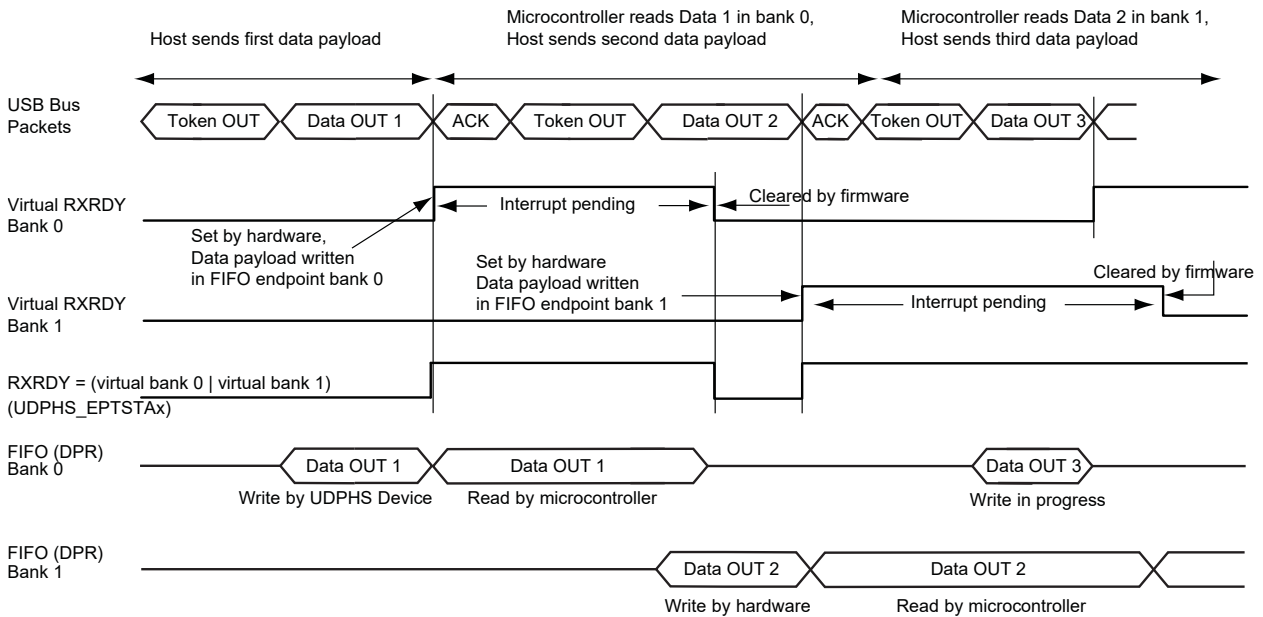 Microcontroller reads Data 1 in bank 0,
Host sends second data payload
Microcontroller reads Data 2 in bank 1,
Host sends third data payload
Host sends first data payload
USB Bus
Packets
Token OUT
Data OUT 1
ACK
Token OUT
Data OUT 2
ACK
Token OUT
Data OUT 3
Virtual RXRDY
Bank 0
Interrupt pending
Cleared by firmware
Set by hardware,
Data payload written
in FIFO endpoint bank 0
Set by hardware
Data payload written
in FIFO endpoint bank 1
Cleared by firmware
Virtual RXRDY
Bank 1
Interrupt pending
RXRDY = (virtual bank 0 | virtual bank 1)
(UDPHS_EPTSTAx)
FIFO (DPR)
Bank 0
Data OUT 1
Data OUT 1
Data OUT 3
Write by UDPHS Device
Read by microcontroller
Write in progress
FIFO (DPR)
Bank 1
Data OUT 2
Data OUT 2
Write by hardware
Read by microcontroller